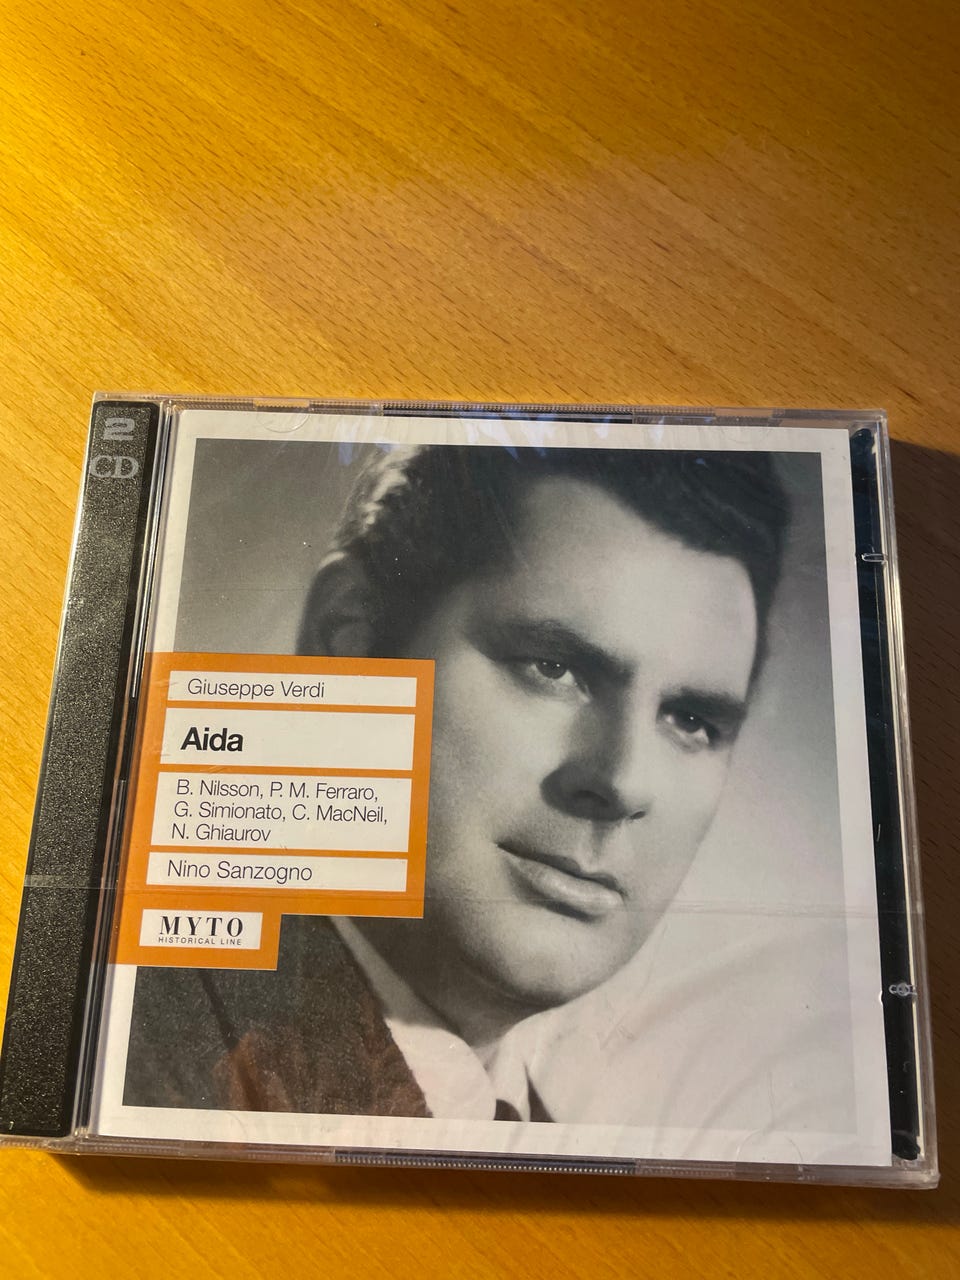 2
CD
Giuseppe Verdi
Aida
B. Nilsson, P. M. Ferraro,
G. Simionato, C. MacNeil,
N. Ghiaurov
Nino Sanzogno
MYTO
HISTORICAL LINE